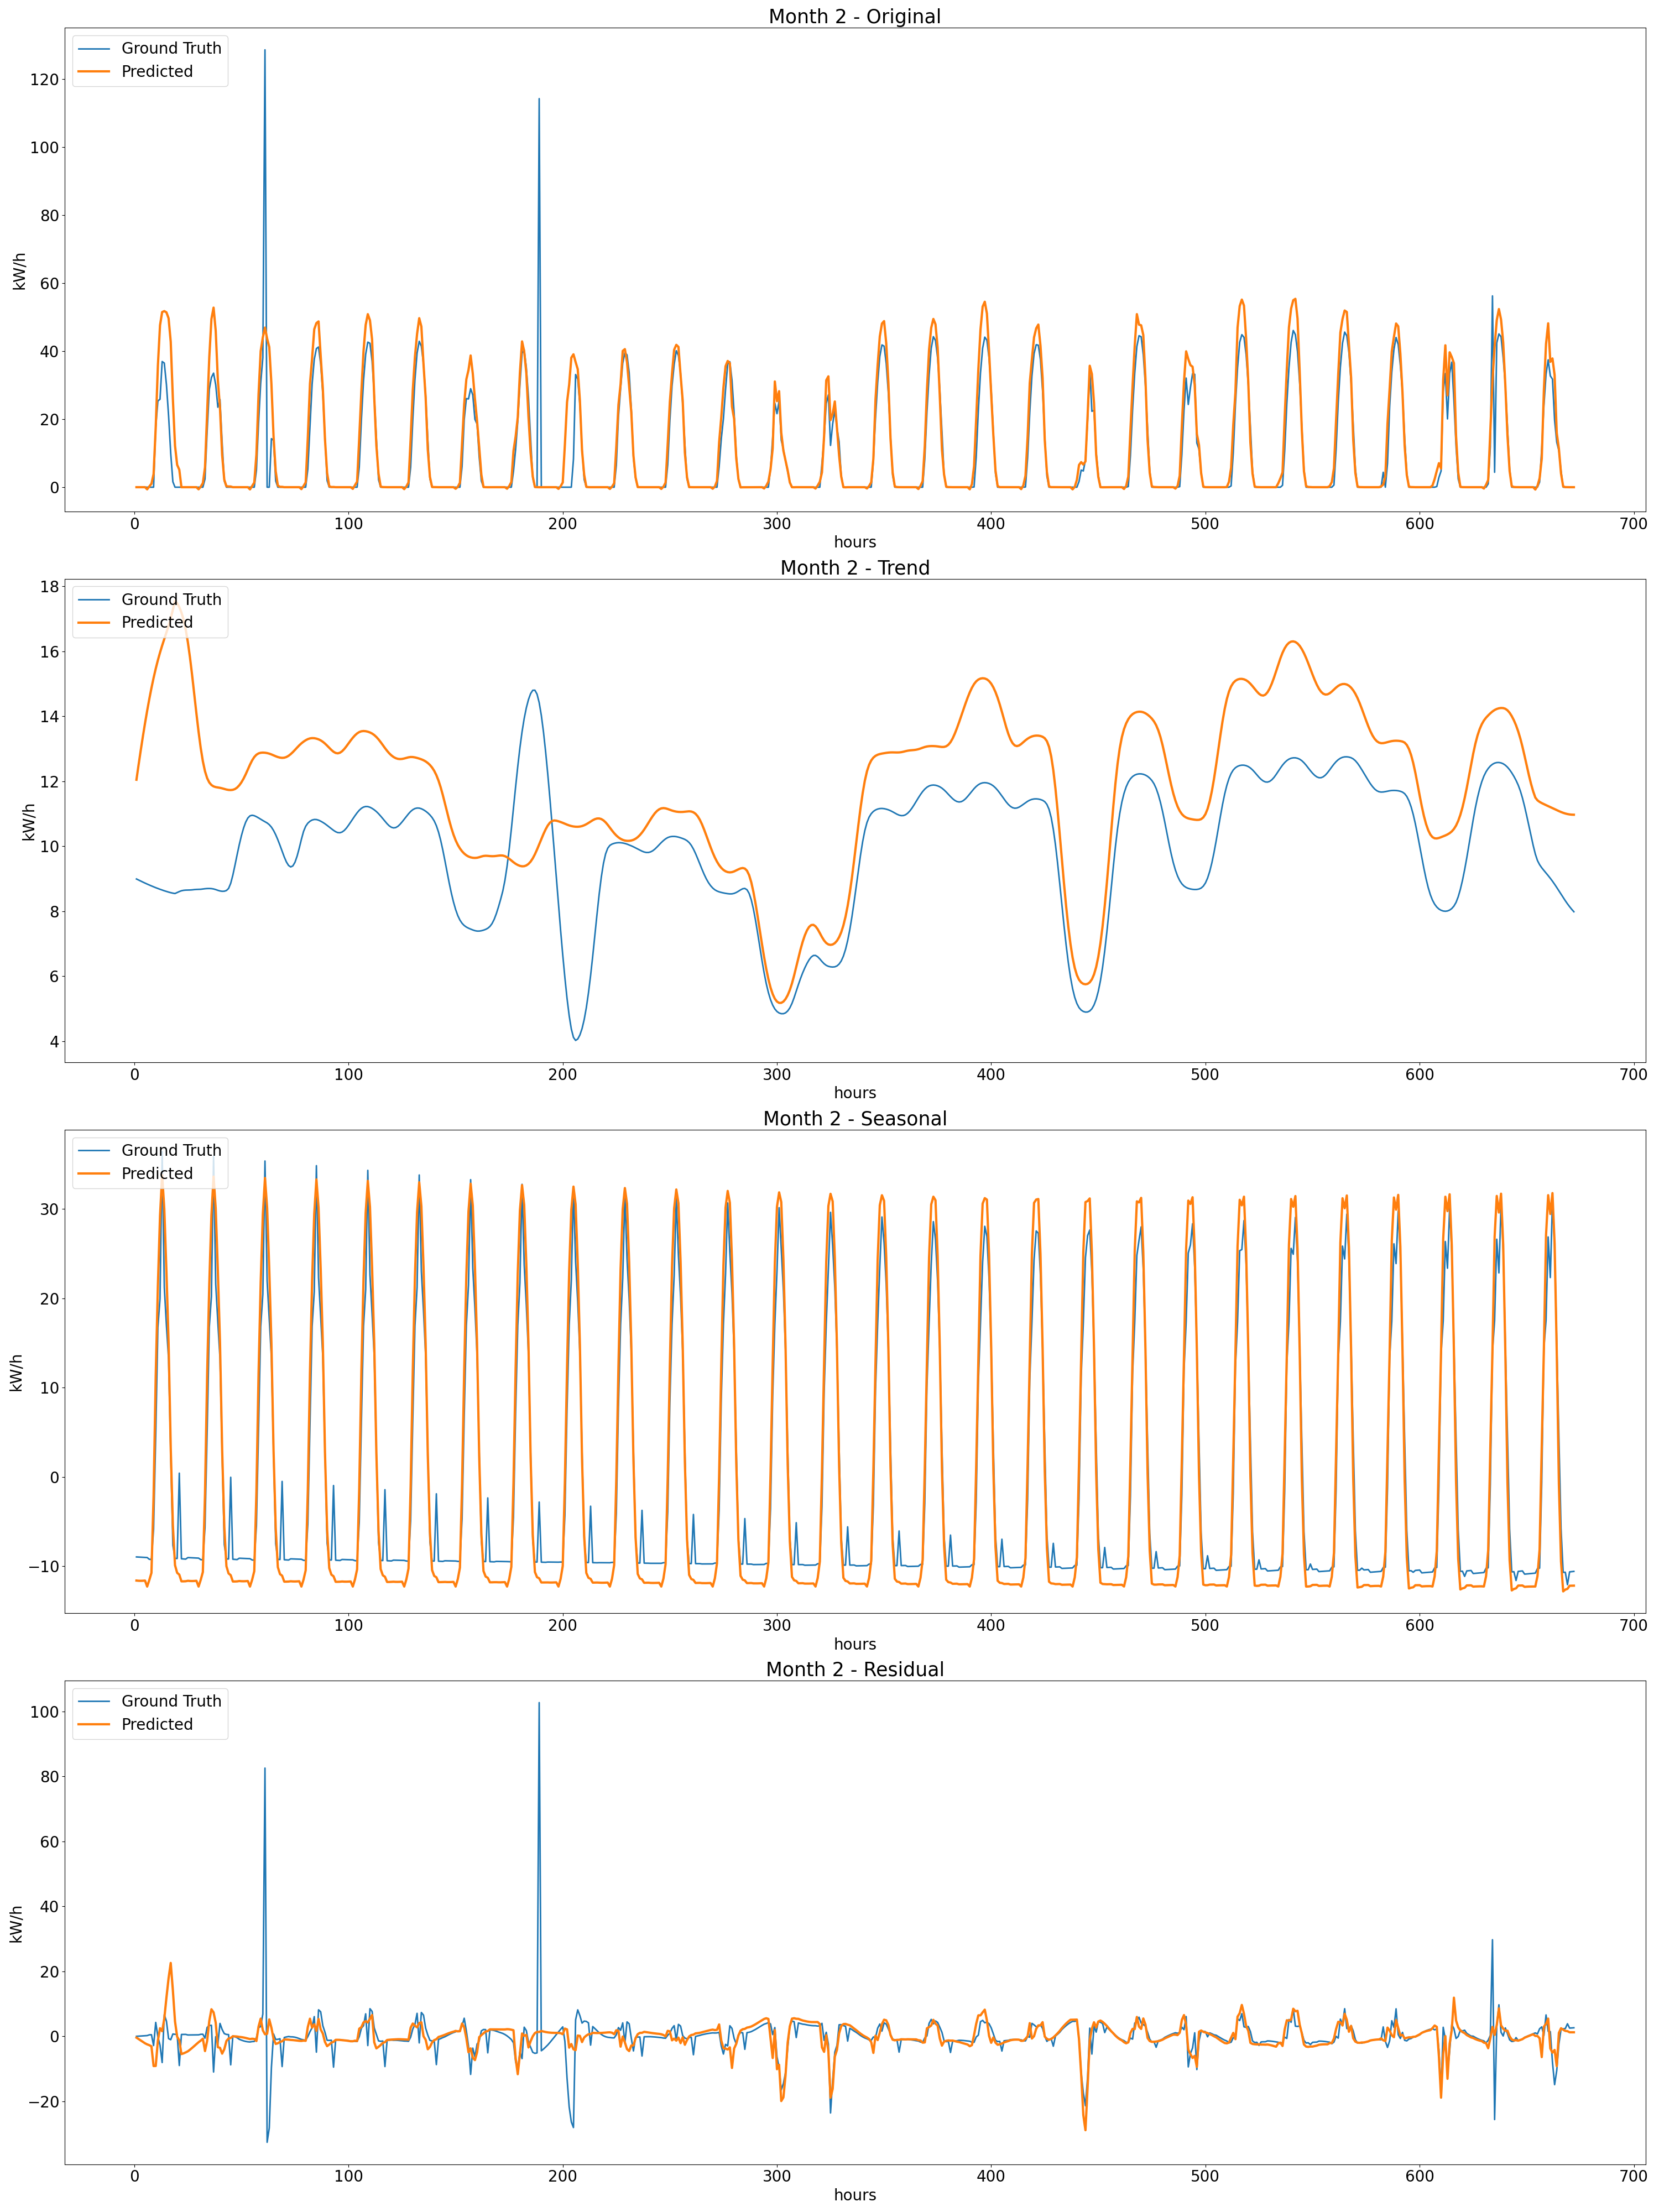 Month 2 - Original
Ground Truth
Predicted
120
100
80
60
40
20
0
kW/h
0 100 200 300 400 500 600 700
hours
Month 2 - Trend
Ground Truth
Predicted
18
16
14
12
10
8
6
4
kW/h
0 100 200 300 400 500 600 700
hours
Month 2 - Seasonal
Ground Truth
Predicted
30
20
10
0
−10
kW/h
0 100 200 300 400 500 600 700
hours
Month 2 - Residual
Ground Truth
Predicted
100
80
60
40
20
0
−20
kW/h
0 100 200 300 400 500 600 700
hours